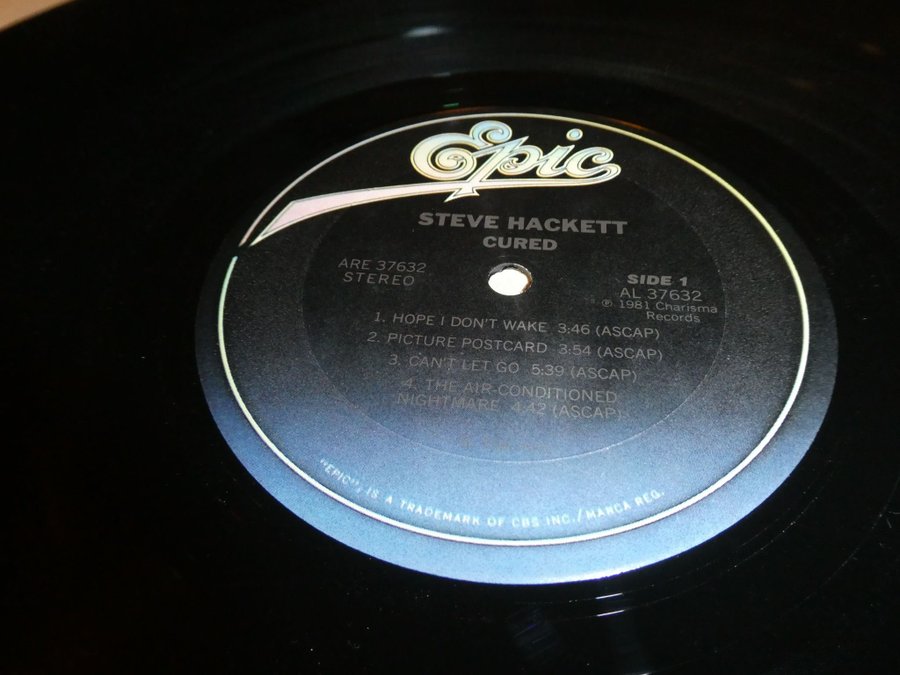 Epic
STEVE HACKETT
CURED
ARE 37632
STEREO
SIDE 1
AL 37632
℗ 1981 Charisma
Records
1. HOPE I DON'T WAKE 3:46 (ASCAP)
2. PICTURE POSTCARD 3:54 (ASCAP)
3. CAN'T LET GO 5:39 (ASCAP)
4. THE AIR-CONDITIONED
NIGHTMARE 4:42 (ASCAP)
"EPIC", IS A TRADEMARK OF CBS INC./MARCA REG.